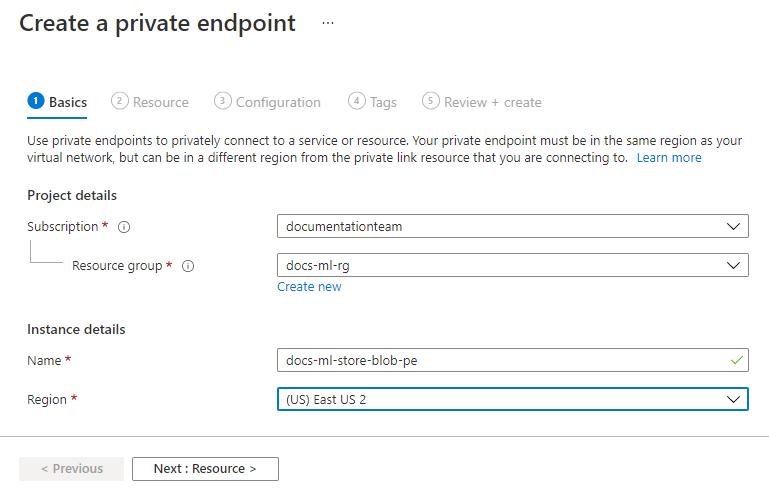 Create a private endpoint ...
1 Basics 2 Resource 3 Configuration 4 Tags 5 Review + create
Use private endpoints to privately connect to a service or resource. Your private endpoint must be in the same region as your
virtual network, but can be in a different region from the private link resource that you are connecting to. Learn more
Project details
Subscription * documentationteam
Resource group * docs-ml-rg
Create new
Instance details
Name * docs-ml-store-blob-pe
Region * (US) East US 2
< Previous Next : Resource >